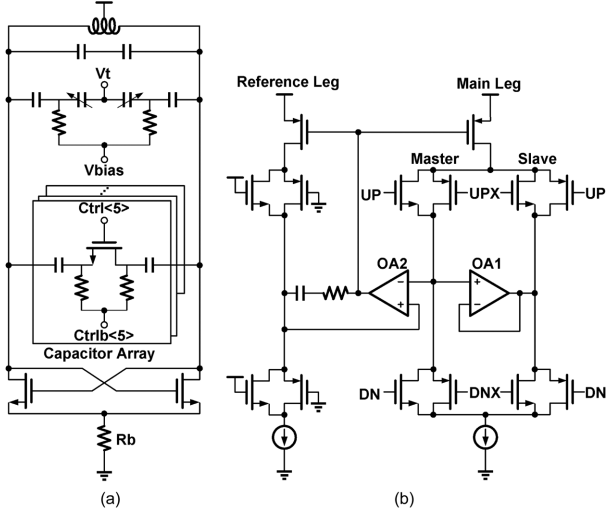 Vt
Vbias
Ctrl<5>
Ctrlb<5>
Capacitor Array
Rb
(a)
Reference Leg
Main Leg
Master
Slave
UP
UPX
UP
OA2
OA1
−
+
+
−
DN
DNX
DN
(b)